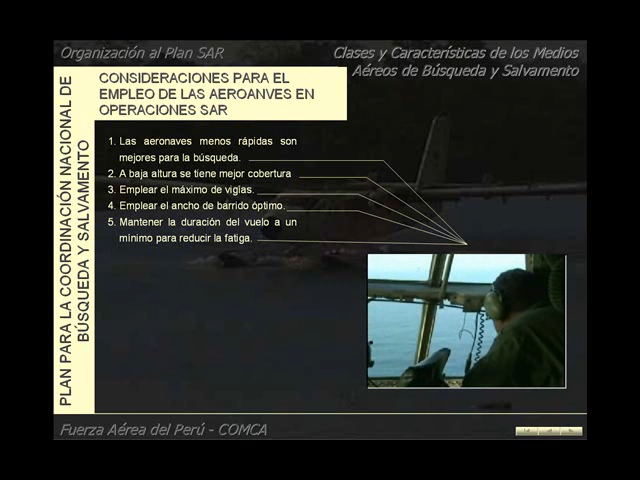 Organización al Plan SAR
Clases y Características de los Medios
Aéreos de Búsqueda y Salvamento
PLAN PARA LA COORDINACIÓN NACIONAL DE
BÚSQUEDA Y SALVAMENTO
CONSIDERACIONES PARA EL
EMPLEO DE LAS AEROANVES EN
OPERACIONES SAR
1. Las aeronaves menos rápidas son
mejores para la búsqueda.
2. A baja altura se tiene mejor cobertura
3. Emplear el máximo de vigías.
4. Emplear el ancho de barrido óptimo.
5. Mantener la duración del vuelo a un
mínimo para reducir la fatiga.
Fuerza Aérea del Perú - COMCA